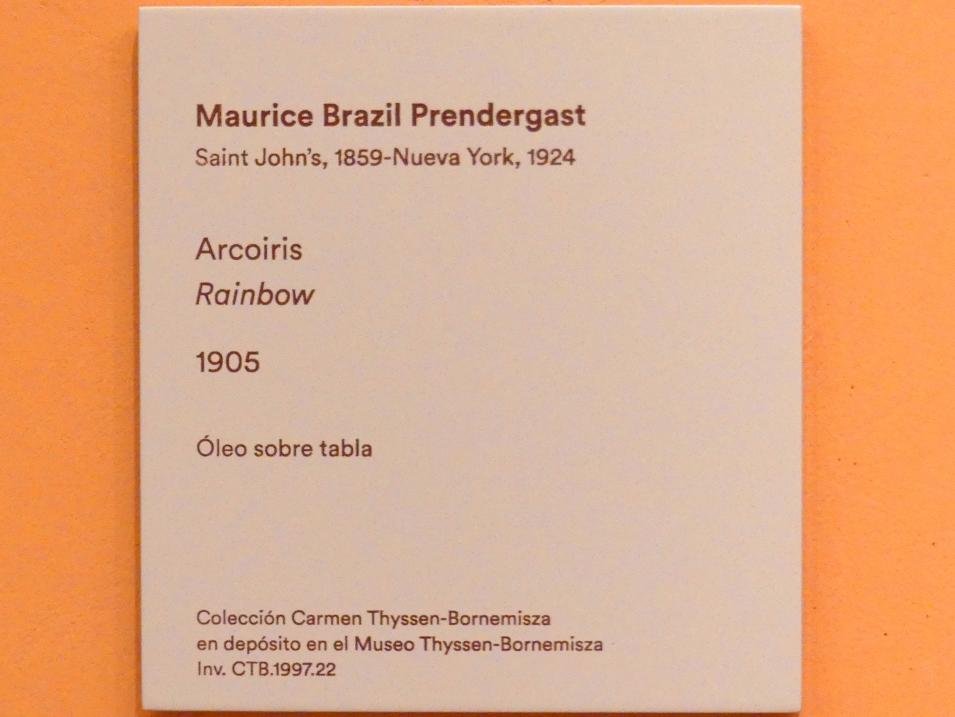 Maurice Brazil Prendergast
Saint John's, 1859-Nueva York, 1924
Arcoiris
Rainbow
1905
Óleo sobre tabla
Colección Carmen Thyssen-Bornemisza
en depósito en el Museo Thyssen-Bornemisza
Inv. CTB.1997.22